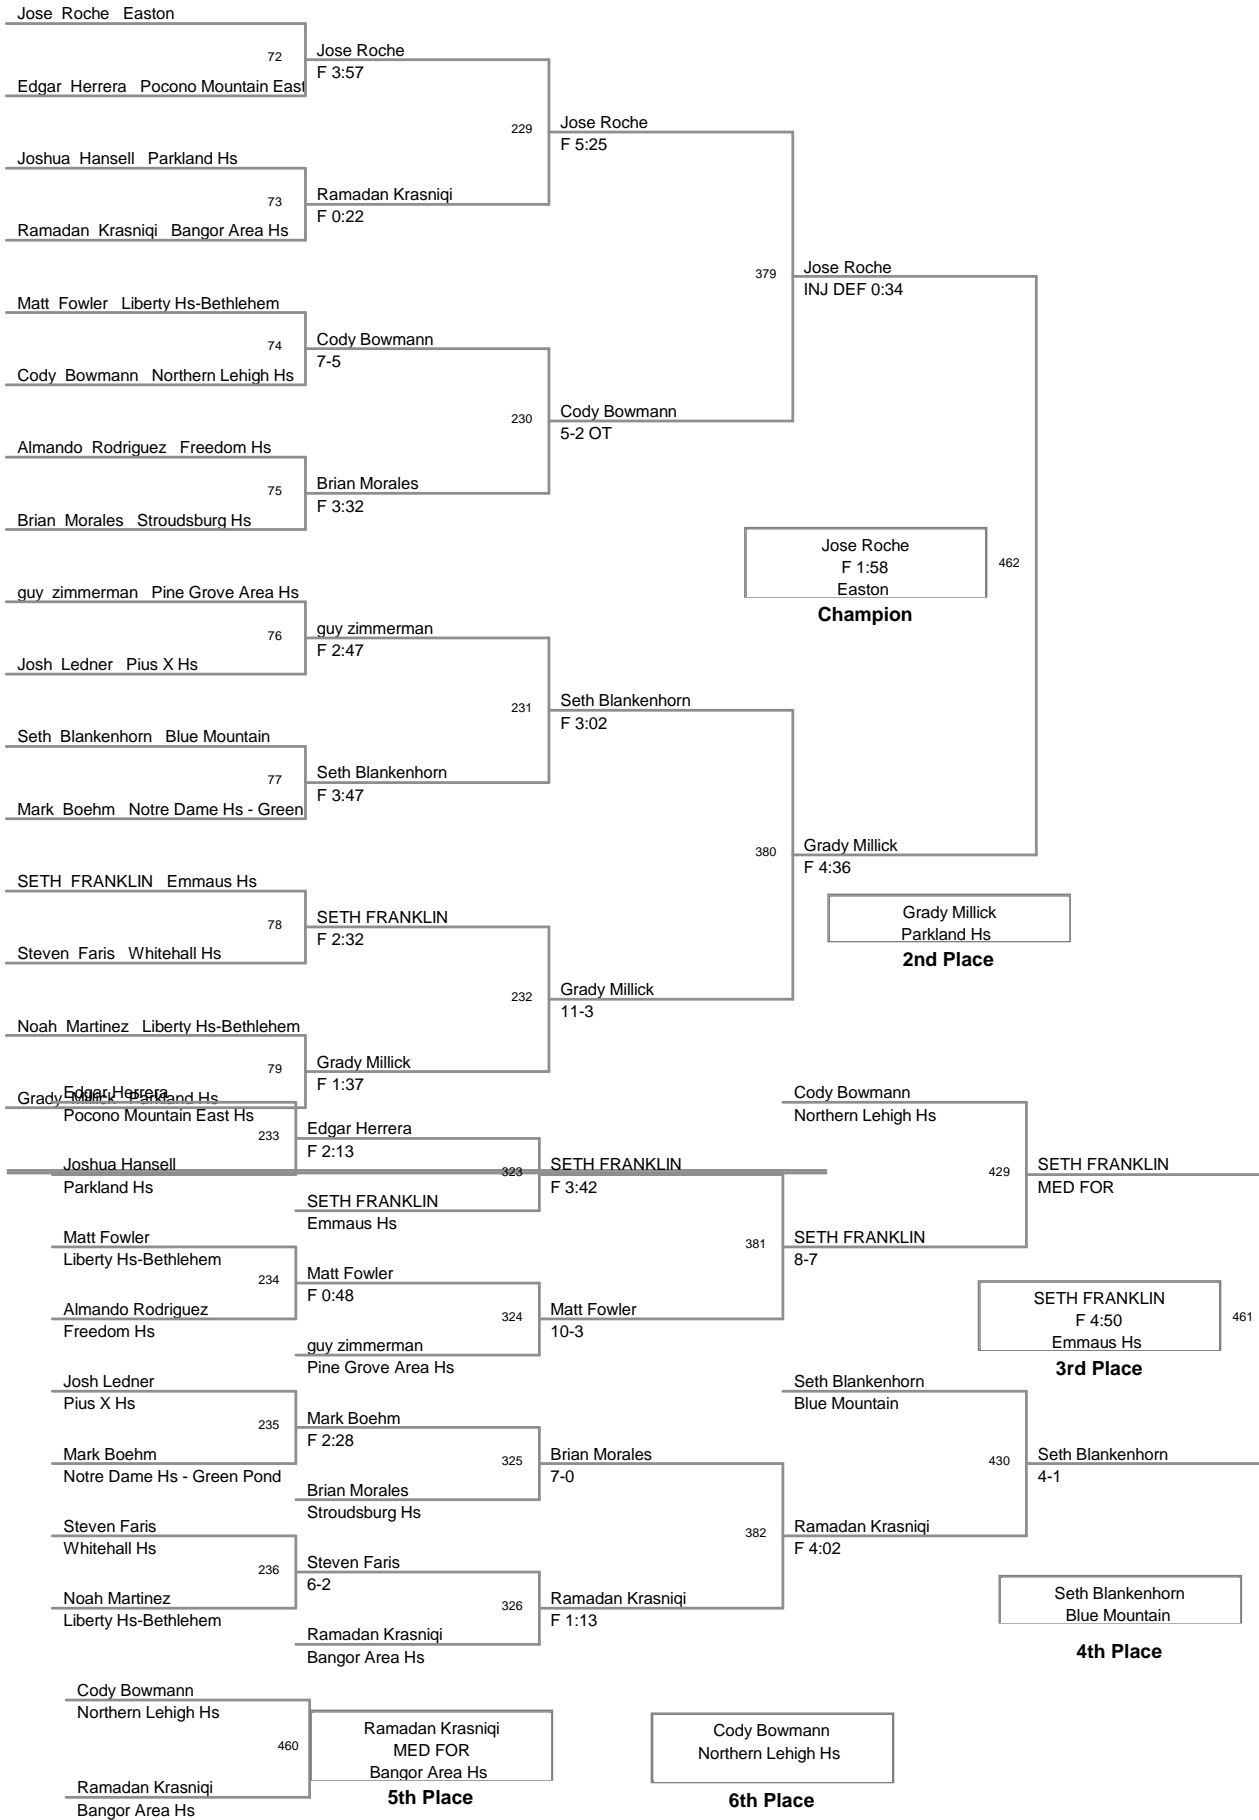 Jose Roche Easton
72
Jose Roche
F 3:57
Edgar Herrera Pocono Mountain East
229
Jose Roche
F 5:25
Joshua Hansell Parkland Hs
73
Ramadan Krasniqi
F 0:22
Ramadan Krasniqi Bangor Area Hs
379
Jose Roche
INJ DEF 0:34
Matt Fowler Liberty Hs-Bethlehem
74
Cody Bowmann
7-5
Cody Bowmann Northern Lehigh Hs
230
Cody Bowmann
5-2 OT
Almando Rodriguez Freedom Hs
75
Brian Morales
F 3:32
Brian Morales Stroudsburg Hs
Jose Roche
F 1:58
Easton
462
Champion
guy zimmerman Pine Grove Area Hs
76
guy zimmerman
F 2:47
Josh Ledner Pius X Hs
231
Seth Blankenhorn
F 3:02
Seth Blankenhorn Blue Mountain
77
Seth Blankenhorn
F 3:47
Mark Boehm Notre Dame Hs - Green
380
Grady Millick
F 4:36
SETH FRANKLIN Emmaus Hs
78
SETH FRANKLIN
F 2:32
Steven Faris Whitehall Hs
Grady Millick
Parkland Hs
2nd Place
232
Grady Millick
11-3
Noah Martinez Liberty Hs-Bethlehem
79
Grady Millick
F 1:37
Grady Millick Parkland Hs
Edgar Herrera
Pocono Mountain East Hs
233
Edgar Herrera
F 2:13
Joshua Hansell
Parkland Hs
323
SETH FRANKLIN
F 3:42
SETH FRANKLIN
Emmaus Hs
Cody Bowmann
Northern Lehigh Hs
429
SETH FRANKLIN
MED FOR
381
SETH FRANKLIN
8-7
Matt Fowler
Liberty Hs-Bethlehem
234
Matt Fowler
F 0:48
Almando Rodriguez
Freedom Hs
324
Matt Fowler
10-3
guy zimmerman
Pine Grove Area Hs
SETH FRANKLIN
F 4:50
Emmaus Hs
461
3rd Place
Josh Ledner
Pius X Hs
235
Mark Boehm
F 2:28
Mark Boehm
Notre Dame Hs - Green Pond
325
Brian Morales
7-0
Brian Morales
Stroudsburg Hs
Seth Blankenhorn
Blue Mountain
430
Seth Blankenhorn
4-1
382
Ramadan Krasniqi
F 4:02
Steven Faris
Whitehall Hs
236
Steven Faris
6-2
Noah Martinez
Liberty Hs-Bethlehem
326
Ramadan Krasniqi
F 1:13
Ramadan Krasniqi
Bangor Area Hs
Seth Blankenhorn
Blue Mountain
4th Place
Cody Bowmann
Northern Lehigh Hs
460
Ramadan Krasniqi
MED FOR
Bangor Area Hs
5th Place
Ramadan Krasniqi
Bangor Area Hs
Cody Bowmann
Northern Lehigh Hs
6th Place